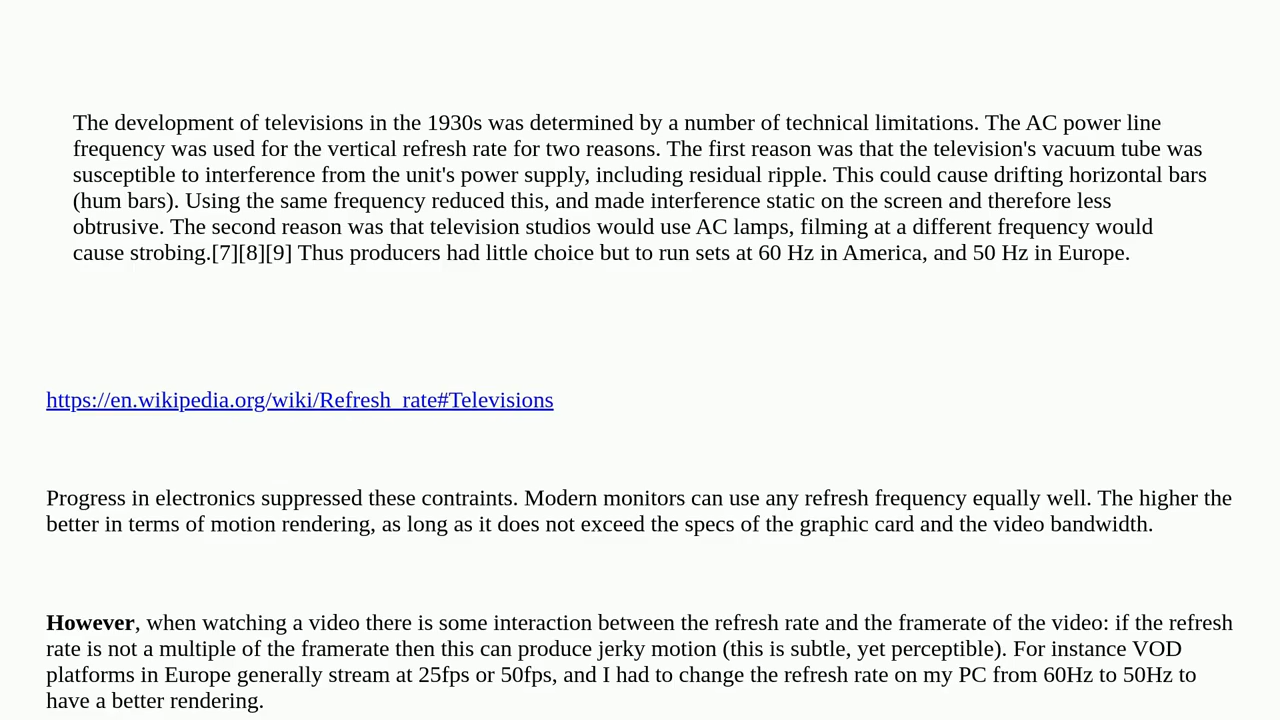 The development of televisions in the 1930s was determined by a number of technical limitations. The AC power line
frequency was used for the vertical refresh rate for two reasons. The first reason was that the television's vacuum tube was
susceptible to interference from the unit's power supply, including residual ripple. This could cause drifting horizontal bars
(hum bars). Using the same frequency reduced this, and made interference static on the screen and therefore less
obtrusive. The second reason was that television studios would use AC lamps, filming at a different frequency would
cause strobing.[7][8][9] Thus producers had little choice but to run sets at 60 Hz in America, and 50 Hz in Europe.
https://en.wikipedia.org/wiki/Refresh_rate#Televisions
Progress in electronics suppressed these contraints. Modern monitors can use any refresh frequency equally well. The higher the
better in terms of motion rendering, as long as it does not exceed the specs of the graphic card and the video bandwidth.
However, when watching a video there is some interaction between the refresh rate and the framerate of the video: if the refresh
rate is not a multiple of the framerate then this can produce jerky motion (this is subtle, yet perceptible). For instance VOD
platforms in Europe generally stream at 25fps or 50fps, and I had to change the refresh rate on my PC from 60Hz to 50Hz to
have a better rendering.